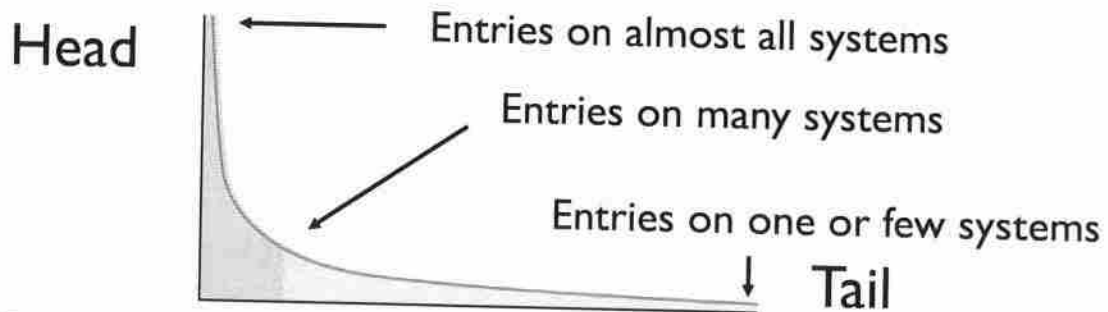 Head
Entries on almost all systems
Entries on many systems
Entries on one or few systems
Tail